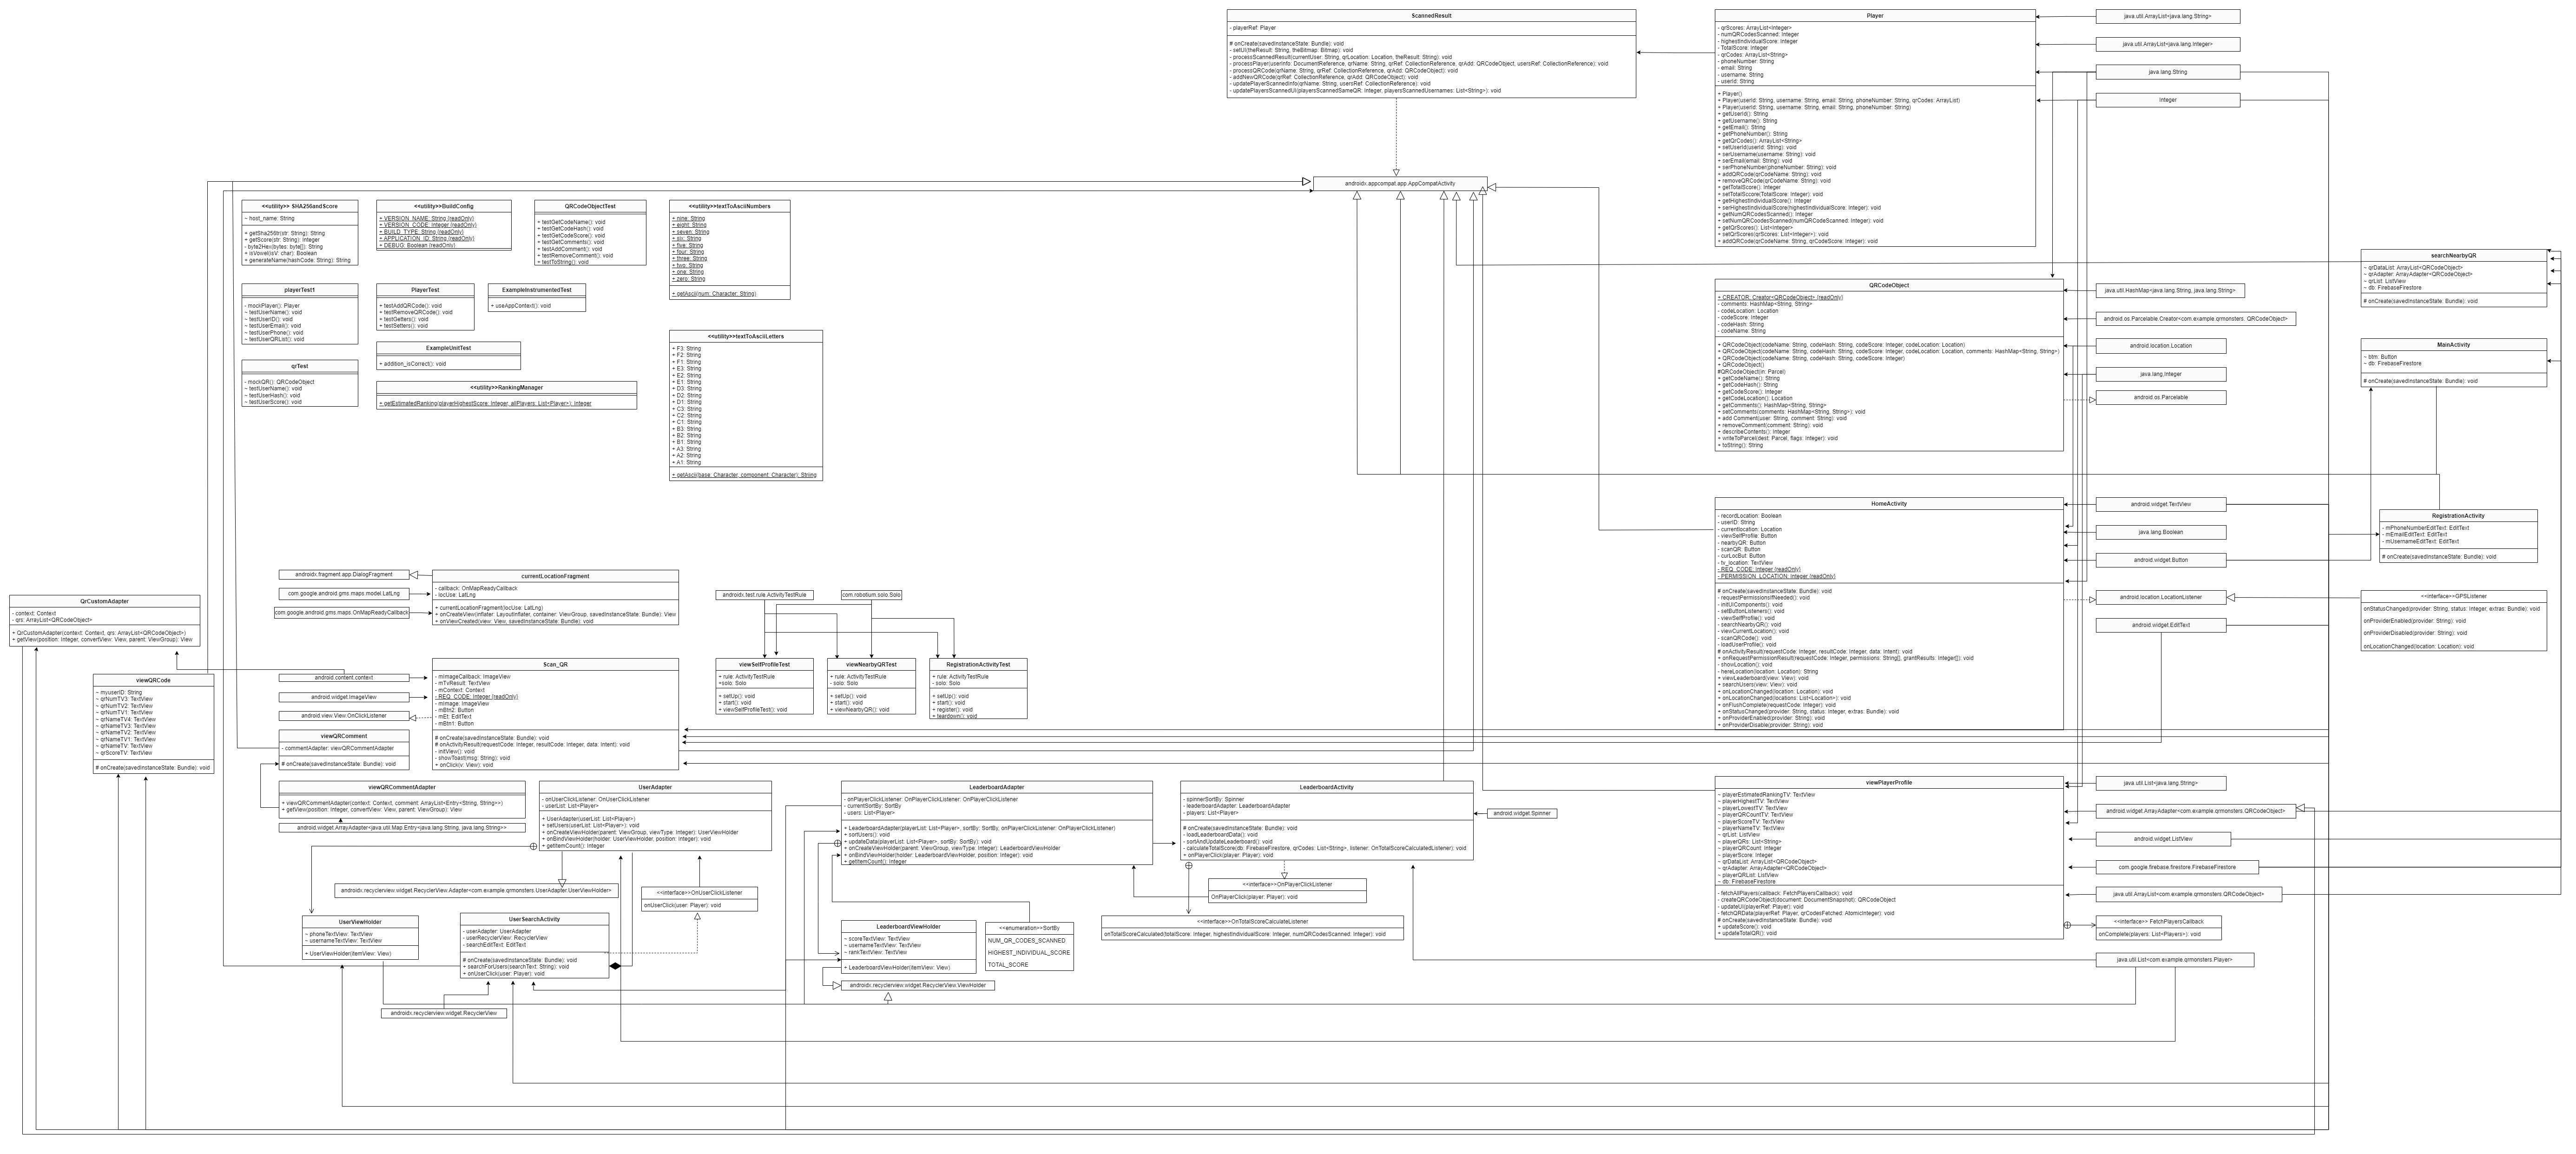 ScannedResult
- playerRef: Player
# onCreate(savedInstanceState: Bundle): void
- setUI(theResult: String, theBitmap: Bitmap): void
- processScannedResult(currentUser: String, qrLocation: Location, theResult: String): void
- processPlayer(userInfo: DocumentReference, qrName: String, qrRef: CollectionReference, qrAdd: QRCodeObject, usersRef: CollectionReference): void
- processQRCode(qrName: String, qrRef: CollectionReference, qrAdd: QRCodeObject): void
- addNewQRCode(qrRef: CollectionReference, qrAdd: QRCodeObject): void
- updatePlayerScannedInfo(qrName: String, usersRef: CollectionReference): void
- updatePlayersScannedUI(playersScannedSameQR: Integer, playersScannedUsernames: List<String>): void
Player
- qrScores: ArrayList<Integer>
- numQRCodesScanned: Integer
- highestIndividualScore: Integer
- TotalScore: Integer
- qrCodes: ArrayList<String>
- phoneNumber: String
- email: String
- username: String
- userId: String
+ Player()
+ Player(userId: String, username: String, email: String, phoneNumber: String, qrCodes: ArrayList)
+ Player(userId: String, username: String, email: String, phoneNumber: String)
+ getUserId(): String
+ getUsername(): String
+ getEmail(): String
+ getPhoneNumber(): String
+ getQrCodes(): ArrayList<String>
+ setUserId(userId: String): void
+ serUsername(username: String): void
+ serEmail(email: String): void
+ serPhoneNumber(phoneNumber: String): void
+ addQRCode(qrCodeName: String): void
+ removeQRCode(qrCodeName: String): void
+ getTotalScore(): Integer
+ setTotalScore(TotalScore: Integer): void
+ getHighestIndividualScore(): Integer
+ serHighestIndividualScore(highestIndividualScore: Integer): void
+ getNumQRCodesScanned(): Integer
+ setNumQRCoodesScanned(numQRCodeScanned: Integer): void
+ getQrScores(): List<Integer>
+ setQrScores(qrScores: List<Integer>): void
+ addQRCode(qrCodeName: String, qrCodeScore: Integer): void
java.util.ArrayList<java.lang.String>
java.util.ArrayList<java.lang.Integer>
java.lang.String
Integer
androidx.appcompat.app.AppCompatActivity
<<utility>> SHA256andScore
~ host_name: String
+ getSha256tr(str: String): String
+ getScore(str: String): Integer
- byte2Hex(bytes: byte[]): String
+ isVowel(isV: char): Boolean
+ generateName(hashCode: String): String
<<utility>>BuildConfig
+ VERSION_NAME: String {readOnly}
+ VERSION_CODE: Integer {readOnly}
+ BUILD_TYPE: String {readOnly}
+ APPLICATION_ID: String {readOnly}
+ DEBUG: Boolean {readOnly}
QRCodeObjectTest
+ testGetCodeName(): void
+ testGetCodeHash(): void
+ testGetCodeScore(): void
+ testGetComments(): void
+ testAddComment(): void
+ testRemoveComment(): void
+ testToString(): void
<<utility>>textToAsciiNumbers
+ nine: String
+ eight: String
+ seven: String
+ six: String
+ five: String
+ four: String
+ three: String
+ two: String
+ one: String
+ zero: String
+ getAscii(num: Character: String)
playerTest1
- mockPlayer(): Player
~ testUserName(): void
~ testUserID(): void
~ testUserEmail(): void
~ testUserPhone(): void
~ testUserQRList(): void
PlayerTest
+ testAddQRCode(): void
+ testRemoveQRCode(): void
+ testGetters(): void
+ testSetters(): void
ExampleInstrumentedTest
+ useAppContext(): void
ExampleUnitTest
+ addition_isCorrect(): void
qrTest
- mockQR(): QRCodeObject
~ testUserName(): void
~ testUserHash(): void
~ testUserScore(): void
<<utility>>RankingManager
+ getEstimatedRanking(playerHighestScore: Integer, allPlayers: List<Player>): Integer
<<utility>>textToAsciiLetters
+ F3: String
+ F2: String
+ F1: String
+ E3: String
+ E2: String
+ E1: String
+ D3: String
+ D2: String
+ D1: String
+ C3: String
+ C2: String
+ C1: String
+ B3: String
+ B2: String
+ B1: String
+ A3: String
+ A2: String
+ A1: String
+ getAscii(base: Character, component: Character): String
QRCodeObject
+ CREATOR: Creator<QRCodeObject> {readOnly}
- comments: HashMap<String, String>
- codeLocation: Location
- codeScore: Integer
- codeHash: String
- codeName: String
+ QRCodeObject(codeName: String, codeHash: String, codeScore: Integer, codeLocation: Location)
+ QRCodeObject(codeName: String, codeHash: String, codeScore: Integer, codeLocation: Location, comments: HashMap<String, String>)
+ QRCodeObject(codeName: String, codeHash: String, codeScore: Integer)
+ QRCodeObject()
#QRCodeObject(in: Parcel)
+ getCodeName(): String
+ getCodeHash(): String
+ getCodeScore(): Integer
+ getCodeLocation(): Location
+ getComments(): HashMap<String, String>
+ setComments(comments: HashMap<String, String>): void
+ add Comment(user: String, comment: String): void
+ removeComment(comment: String): void
+ describeContents(): Integer
+ writeToParcel(dest: Parcel, flags: Integer): void
+ toString(): String
java.util.HashMap<java.lang.String, java.lang.String>
android.os.Parcelable.Creator<com.example.qrmonsters. QRCodeObject>
android.location.Location
java.lang.Integer
android.os.Parcelable
searchNearbyQR
~ qrDataList: ArrayList<QRCodeObject>
~ qrAdapter: ArrayAdapter<QRCodeObject>
~ qrList: ListView
~ db: FirebaseFirestore
# onCreate(savedInstanceState: Bundle): void
MainActivity
~ btm: Button
~ db: FirebaseFirestore
# onCreate(savedInstanceState: Bundle): void
HomeActivity
- recordLocation: Boolean
- userID: String
- currentlocation: Location
- viewSelfProfile: Button
- nearbyQR: Button
- scanQR: Button
- curLocBut: Button
- tv_location: TextView
- REQ_CODE: Integer {readOnly}
- PERMISSION_LOCATION: Integer {readOnly}
# onCreate(savedInstanceState: Bundle): void
- requestPermissionsIfNeeded(): void
- initUIComponents(): void
- setButtonListeners(): void
- viewSelfProfile(): void
- searchNearbyQR(): void
- viewCurrentLocation(): void
- scanQRCode(): void
- loadUserProfile(): void
# onActivityResult(requestCode: Integer, resultCode: Integer, data: Intent): void
+ onRequestPermissionResult(requestCode: Integer, permissions: String[], grantResults: Integer[]): void
- showLocation(): void
- hereLocation(location: Location): String
+ viewLeaderboard(view: View): void
+ searchUsers(view: View): void
+ onLocationChanged(location: Location): void
+ onLocationChanged(locations: List<Location>): void
+ onFlushComplete(requestCode: Integer): void
+ onStatusChanged(provider: String, status: Integer, extras: Bundle): void
+ onProviderEnabled(provider: String): void
+ onProviderDisable(provider: String): void
android.widget.TextView
java.lang.Boolean
android.widget.Button
android.location.LocationListener
android.widget.EditText
RegistrationActivity
- mPhoneNumberEditText: EditText
- mEmailEditText: EditText
- mUsernameEditText: EditText
# onCreate(savedInstanceState: Bundle): void
<<interface>>GPSListener
onStatusChanged(provider: String, status: Integer, extras: Bundle): void
onProviderEnabled(provider: String): void
onProviderDisabled(provider: String): void
onLocationChanged(location: Location): void
androidx.fragment.app.DialogFragment
com.google.android.gms.maps.model.LatLng
com.google.android.gms.maps.OnMapReadyCallback
currentLocationFragment
- callback: OnMapReadyCallback
- locUse: LatLng
+ currentLocationFragment(locUse: LatLng)
+ onCreateView(inflater: LayoutInflater, container: ViewGroup, savedInstanceState: Bundle): View
+ onViewCreated(view: View, savedInstanceState: Bundle): void
androidx.test.rule.ActivityTestRule
com.robotium.solo.Solo
QrCustomAdapter
- context: Context
- qrs: ArrayList<QRCodeObject>
+ QrCustomAdapter(context: Context, qrs: ArrayList<QRCodeObject>)
+ getView(position: Integer, convertView: View, parent: ViewGroup): View
viewQRCode
~ myuserID: String
~ qrNumTV3: TextView
~ qrNumTV2: TextView
~ qrNumTV1: TextView
~ qrNameTV4: TextView
~ qrNameTV3: TextView
~ qrNameTV2: TextView
~ qrNameTV1: TextView
~ qrNameTV: TextView
~ qrScoreTV: TextView
# onCreate(savedInstanceState: Bundle): void
android.content.context
android.widget.ImageView
android.view.View.OnClickListener
Scan_QR
- mImageCallback: ImageView
- mTvResult: TextView
- mContext: Context
- REQ_CODE: Integer {readOnly}
- mImage: ImageView
- mBtn2: Button
- mEt: EditText
- mBtn1: Button
# onCreate(savedInstanceState: Bundle): void
# onActivityResult(requestCode: Integer, resultCode: Integer, data: Intent): void
- initView(): void
- showToast(msg: String): void
+ onClick(v: View): void
viewSelfProfileTest
+ rule: ActivityTestRule
+solo: Solo
+ setUp(): void
+ start(): void
+ viewSelfProfileTest(): void
viewNearbyQRTest
+ rule: ActivityTestRule
- solo: Solo
+ setUp(): void
+ start(): void
+ viewNearbyQR(): void
RegistrationActivityTest
+ rule: ActivityTestRule
- solo: Solo
+ setUp(): void
+ start(): void
+ register(): void
+ teardown(): void
viewQRComment
- commentAdapter: viewQRCommentAdapter
# onCreate(savedInstanceState: Bundle): void
viewQRCommentAdapter
+ viewQRCommentAdapter(context: Context, comment: ArrayList<Entry<String, String>>)
+ getView(position: Integer, convertView: View, parent: ViewGroup): View
android.widget.ArrayAdapter<java.util.Map.Entry<java.lang.String, java.lang.String>>
UserAdapter
- onUserClickListener: OnUserClickListener
- userList: List<Player>
+ UserAdapter(userList: List<Player>)
+ setUsers(userList: List<Player>): void
+ onCreateViewHolder(parent: ViewGroup, viewType: Integer): UserViewHolder
+ onBindViewHolder(holder: UserViewHolder, position: Integer): void
+ getItemCount(): Integer
LeaderboardAdapter
- onPlayerClickListener: OnPlayerClickListener: OnPlayerClickListener
- currentSortBy: SortBy
- users: List<Player>
+ LeaderboardAdapter(playerList: List<Player>, sortBy: SortBy, onPlayerClickListener: OnPlayerClickListener)
+ sortUsers(): void
+ updateData(playerList: List<Player>, sortBy: SortBy): void
+ onCreateViewHolder(parent: ViewGroup, viewType: Integer): LeaderboardViewHolder
+ onBindViewHolder(holder: LeaderboardViewHolder, position: Integer): void
+ getItemCount(): Integer
LeaderboardActivity
- spinnerSortBy: Spinner
- leaderboardAdapter: LeaderboardAdapter
- players: List<Player>
# onCreate(savedInstanceState: Bundle): void
- loadLeaderboardData(): void
- sortAndUpdateLeaderboard(): void
- calculateTotalScore(db: FirebaseFirestore, qrCodes: List<String>, listener: OnTotalScoreCalculatedListener): void
+ onPlayerClick(player: Player): void
android.widget.Spinner
viewPlayerProfile
~ playerEstimatedRankingTV: TextView
~ playerHighestTV: TextView
~ playerLowestTV: TextView
~ playerQRCountTV: TextView
~ playerScoreTV: TextView
~ playerNameTV: TextView
~ qrList: ListView
~ playerQRs: List<String>
~ playerQRCount: Integer
~ playerScore: Integer
~ qrDataList: ArrayList<QRCodeObject>
~ qrAdapter: ArrayAdapter<QRCodeObject>
~ playerQRList: ListView
~ db: FirebaseFirestore
- fetchAllPlayers(callback: FetchPlayersCallback): void
- createQRCodeObject(document: DocumentSnapshot): QRCodeObject
- updateUI(playerRef: Player): void
- fetchQRData(playerRef: Player, qrCodesFetched: AtomicInteger): void
# onCreate(savedInstanceState: Bundle): void
+ updateScore(): void
+ updateTotalQR(): void
java.util.List<java.lang.String>
android.widget.ArrayAdapter<com.example.qrmonsters.QRCodeObject>
android.widget.ListView
com.google.firebase.firestore.FirebaseFirestore
java.util.ArrayList<com.example.qrmonsters.QRCodeObject>
<<interface>> FetchPlayersCallback
onComplete(players: List<Players>): void
java.util.List<com.example.qrmonsters.Player>
androidx.recyclerview.widget.RecyclerView.Adapter<com.example.qrmonsters.UserAdapter.UserViewHolder>
<<interface>>OnUserClickListener
onUserClick(user: Player): void
<<interface>>OnPlayerClickListener
OnPlayerClick(player: Player): void
UserViewHolder
~ phoneTextView: TextView
~ usernameTextView: TextView
+ UserViewHolder(itemView: View)
UserSearchActivity
- userAdapter: UserAdapter
- userRecyclerView: RecyclerView
- searchEditText: EditText
# onCreate(savedInstanceState: Bundle): void
+ searchForUsers(searchText: String): void
+ onUserClick(user: Player): void
LeaderboardViewHolder
~ scoreTextView: TextView
~ usernameTextView: TextView
~ rankTextView: TextView
+ LeaderboardViewHolder(itemView: View)
<<enumeration>>SortBy
NUM_QR_CODES_SCANNED
HIGHEST_INDIVIDUAL_SCORE
TOTAL_SCORE
<<interface>>OnTotalScoreCalculateListener
onTotalScoreCalculated(totalScore: Integer, highestIndividualScore: Integer, numQRCodesScanned: Integer): void
androidx.recyclerview.widget.RecyclerView.ViewHolder
androidx.recyclerview.widget.RecyclerView